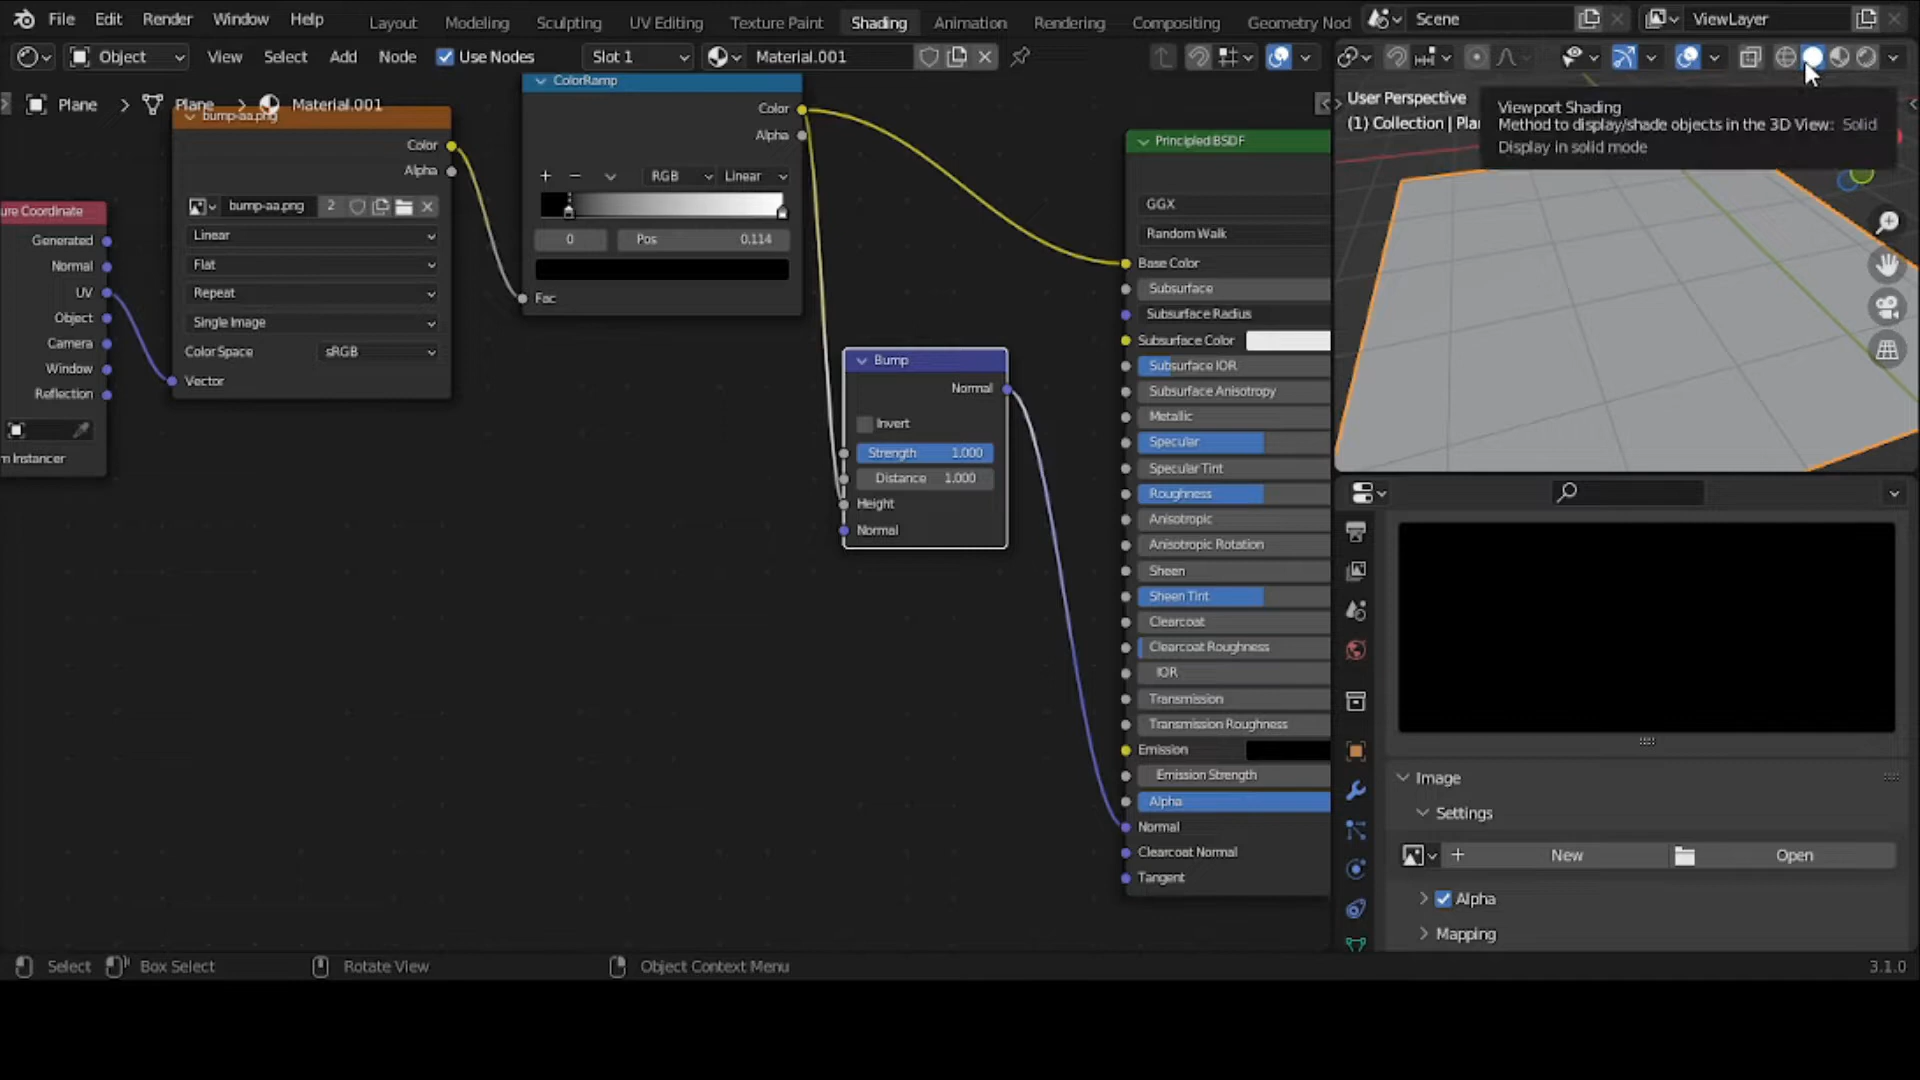 File Edit Render Window Help
Layout Modeling Sculpting UV Editing Texture Paint Shading Animation Rendering Compositing Geometry Nod
Scene
ViewLayer
Object View Select Add Node Use Nodes Slot 1 Material.001
Plane > Plane > Material.001
ure Coordinate
Generated
Normal
UV
Object
Camera
Window
Reflection
m Instancer
bump-aa.png
Color
Alpha
bump-aa.png 2
Linear
Flat
Repeat
Single Image
Color Space sRGB
Vector
ColorRamp
Color
Alpha
RGB Linear
0 Pos 0.114
Fac
Bump
Normal
Invert
Strength 1.000
Distance 1.000
Height
Normal
Principled BSDF
GGX
Random Walk
Base Color
Subsurface
Subsurface Radius
Subsurface Color
Subsurface IOR
Subsurface Anisotropy
Metallic
Specular
Specular Tint
Roughness
Anisotropic
Anisotropic Rotation
Sheen
Sheen Tint
Clearcoat
Clearcoat Roughness
IOR
Transmission
Transmission Roughness
Emission
Emission Strength
Alpha
Normal
Clearcoat Normal
Tangent
User Perspective
(1) Collection | Pla
Viewport Shading
Method to display/shade objects in the 3D View: Solid
Display in solid mode
Image
Settings
New Open
Alpha
Mapping
Select Box Select Rotate View Object Context Menu
3.1.0